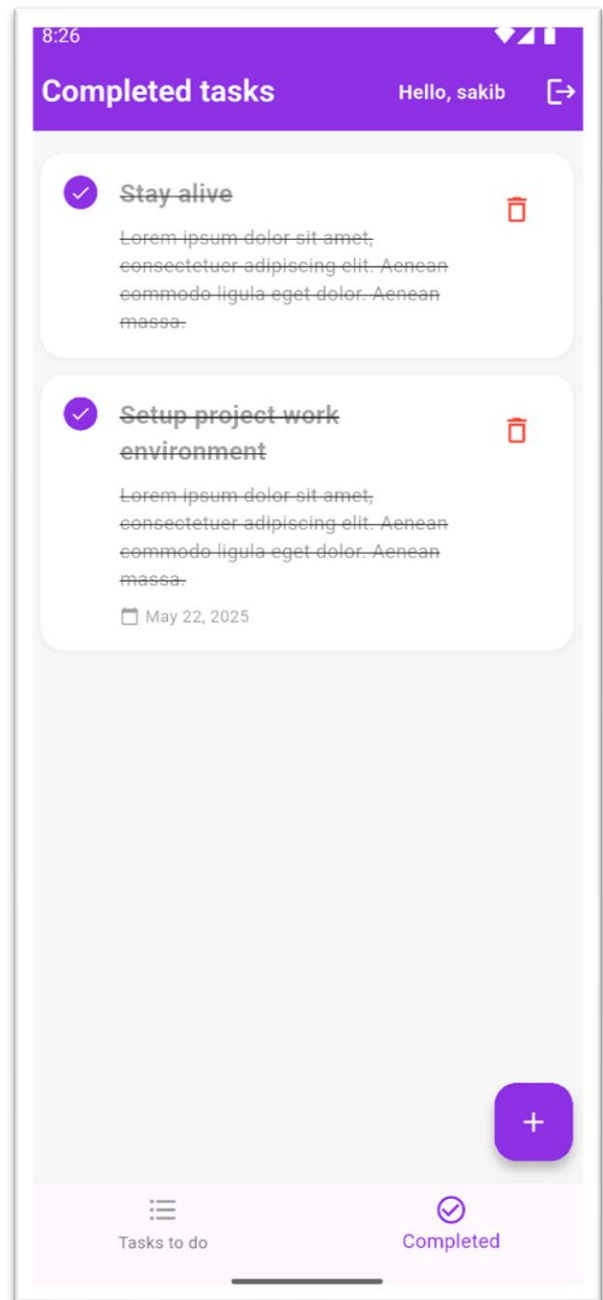 8:26
Completed tasks
Hello, sakib
Stay alive
Lorem ipsum dolor sit amet,
consectetuer adipiscing elit. Aenean
commodo ligula eget dolor. Aenean
massa.
Setup project work
environment
Lorem ipsum dolor sit amet,
consectetuer adipiscing elit. Aenean
commodo ligula eget dolor. Aenean
massa.
May 22, 2025
Tasks to do
Completed